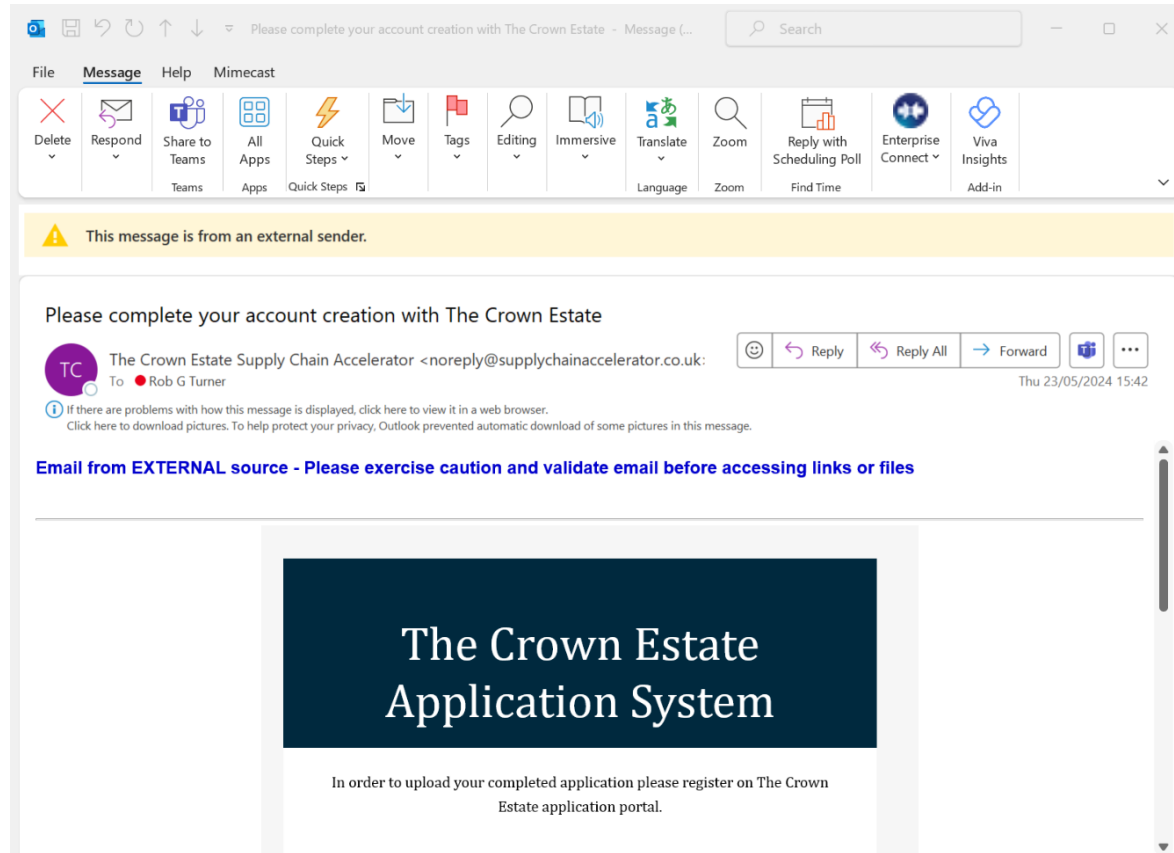 Please complete your account creation with The Crown Estate - Message (...
Search
File Message Help Mimecast
Delete
Respond
Share to
Teams
All
Apps
Quick
Steps
Move
Tags
Editing
Immersive
Translate
Zoom
Reply with
Scheduling Poll
Enterprise
Connect
Viva
Insights
Teams Apps Quick Steps Language Zoom Find Time Add-in
This message is from an external sender.
Please complete your account creation with The Crown Estate
TC
The Crown Estate Supply Chain Accelerator <noreply@supplychainaccelerator.co.uk>
Reply Reply All Forward
To Rob G Turner
Thu 23/05/2024 15:42
If there are problems with how this message is displayed, click here to view it in a web browser.
Click here to download pictures. To help protect your privacy, Outlook prevented automatic download of some pictures in this message.
Email from EXTERNAL source - Please exercise caution and validate email before accessing links or files
The Crown Estate
Application System
In order to upload your completed application please register on The Crown
Estate application portal.